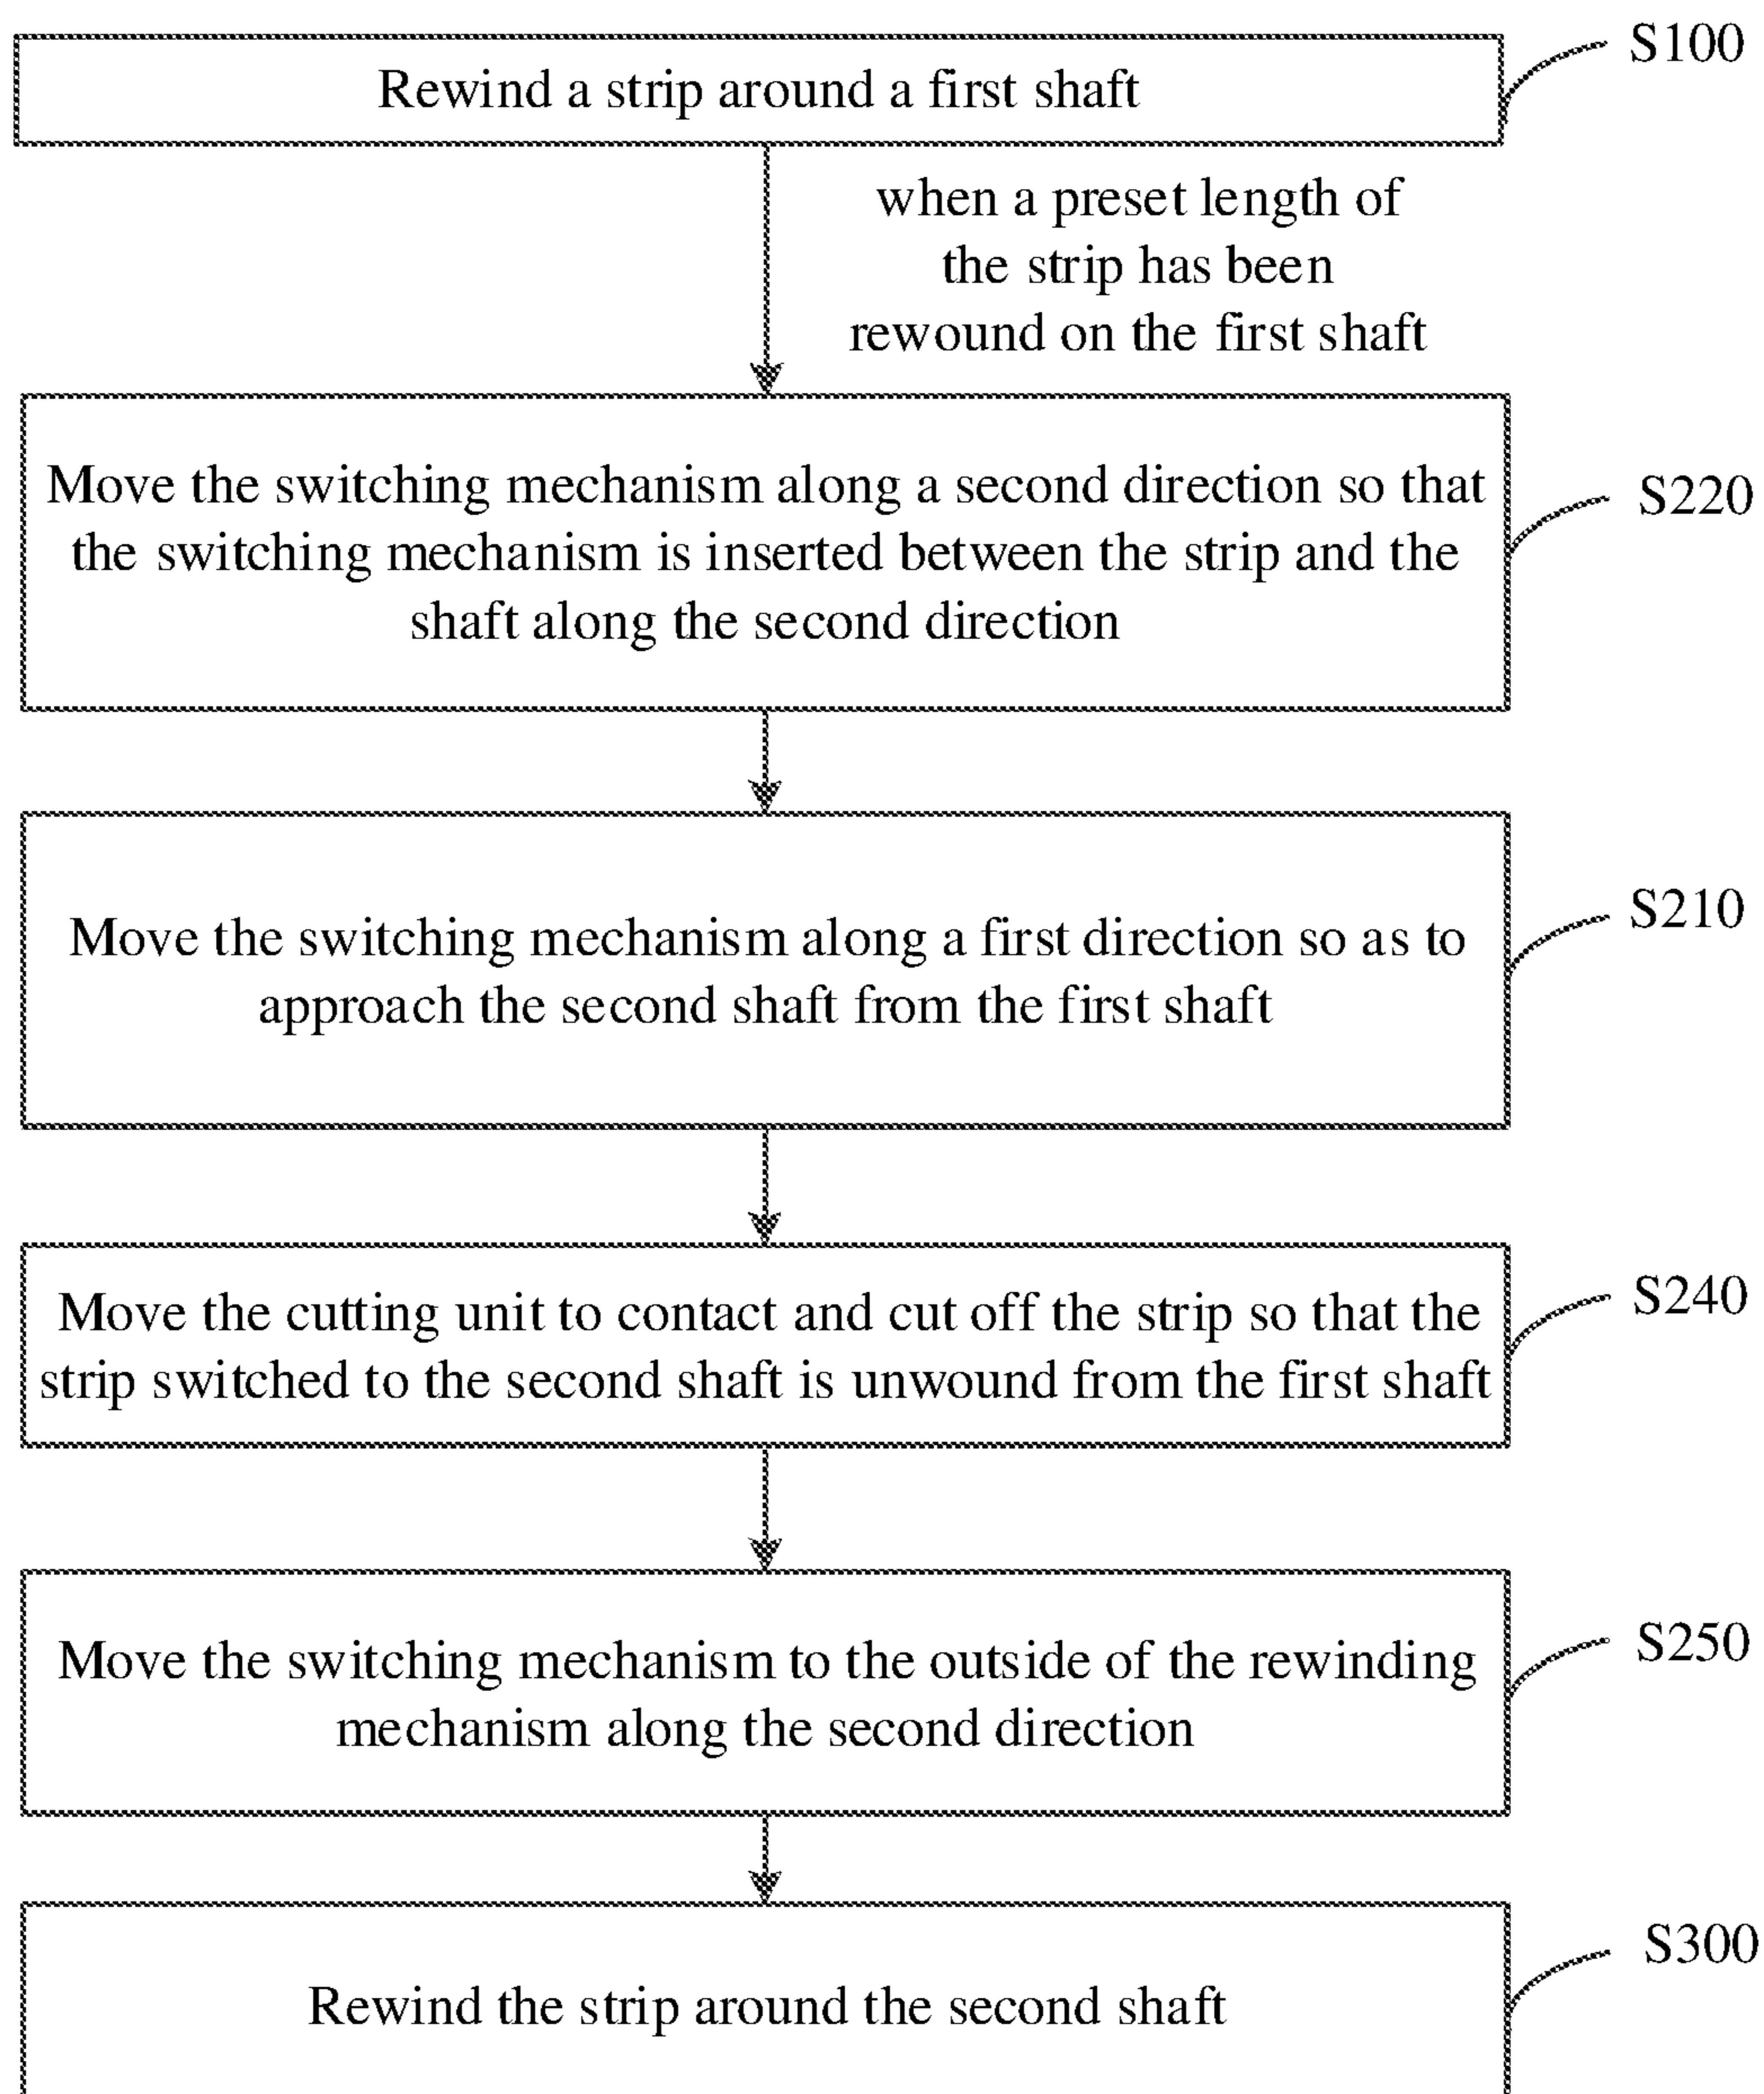 Rewind a strip around a first shaft
S100
when a preset length of
the strip has been
rewound on the first shaft
Move the switching mechanism along a second direction so that
the switching mechanism is inserted between the strip and the
shaft along the second direction
S220
Move the switching mechanism along a first direction so as to
approach the second shaft from the first shaft
S210
Move the cutting unit to contact and cut off the strip so that the
strip switched to the second shaft is unwound from the first shaft
S240
Move the switching mechanism to the outside of the rewinding
mechanism along the second direction
S250
Rewind the strip around the second shaft
S300